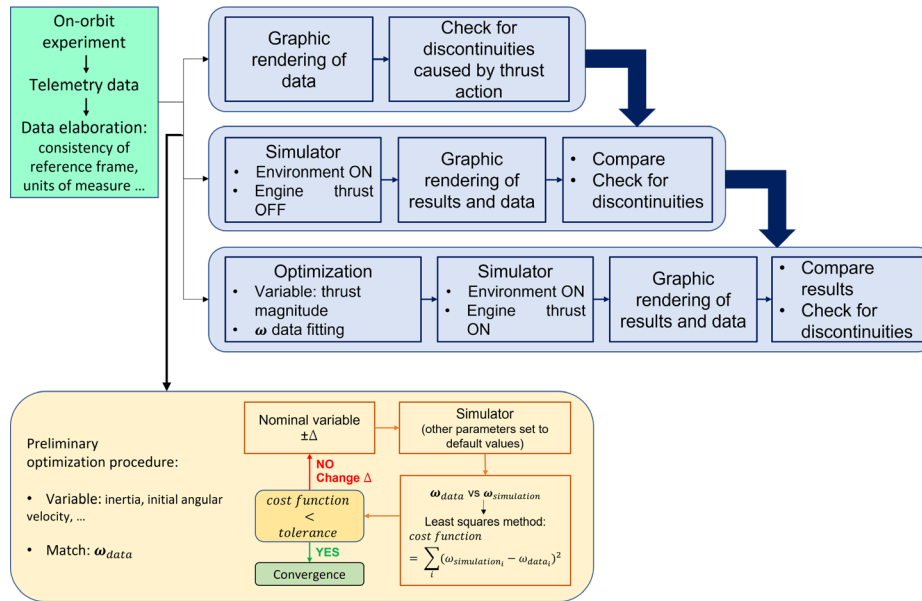 On-orbit
experiment
Telemetry data
Data elaboration:
consistency of
reference frame,
units of measure ...
Graphic
rendering of
data
Check for
discontinuities
caused by thrust
action
Simulator
• Environment ON
• Engine thrust
OFF
Graphic
rendering of
results and data
• Compare
• Check for
discontinuities
Optimization
• Variable: thrust
magnitude
• ω data fitting
Simulator
• Environment ON
• Engine thrust
ON
Graphic
rendering of
results and data
• Compare
results
• Check for
discontinuities
Preliminary
optimization procedure:
• Variable: inertia, initial angular
velocity, ...
• Match: ω_data
Nominal variable
±Δ
Simulator
(other parameters set to
default values)
NO
Change Δ
cost function
<
tolerance
YES
Convergence
ω_data vs ω_simulation
Least squares method:
cost function
= ∑_i (ω_simulation_i − ω_data_i)²